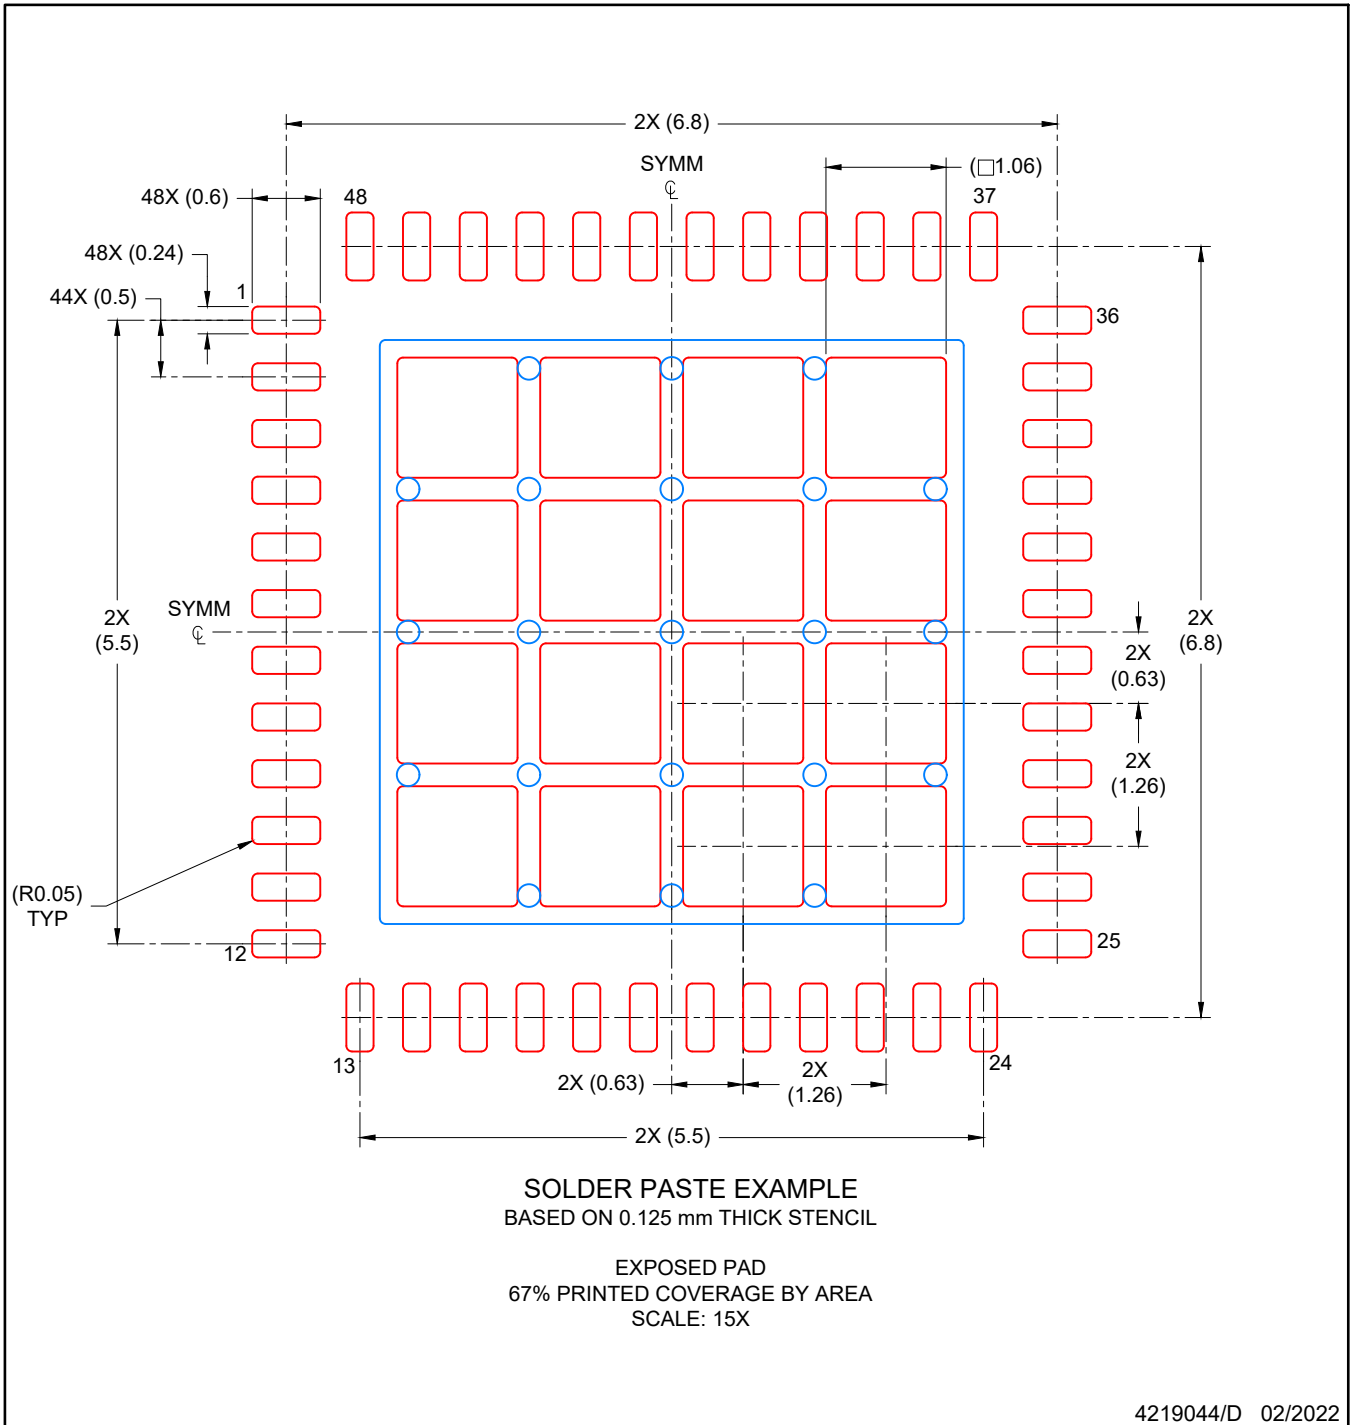 2X (6.8)
SYMM
℄
(□1.06)
48X (0.6)
48
37
48X (0.24)
44X (0.5)
1
36
SYMM
℄
2X
(5.5)
2X
(6.8)
2X
(0.63)
2X
(1.26)
(R0.05)
TYP
12
25
13
24
2X (0.63)
2X
(1.26)
2X (5.5)
SOLDER PASTE EXAMPLE
BASED ON 0.125 mm THICK STENCIL
EXPOSED PAD
67% PRINTED COVERAGE BY AREA
SCALE: 15X
4219044/D 02/2022